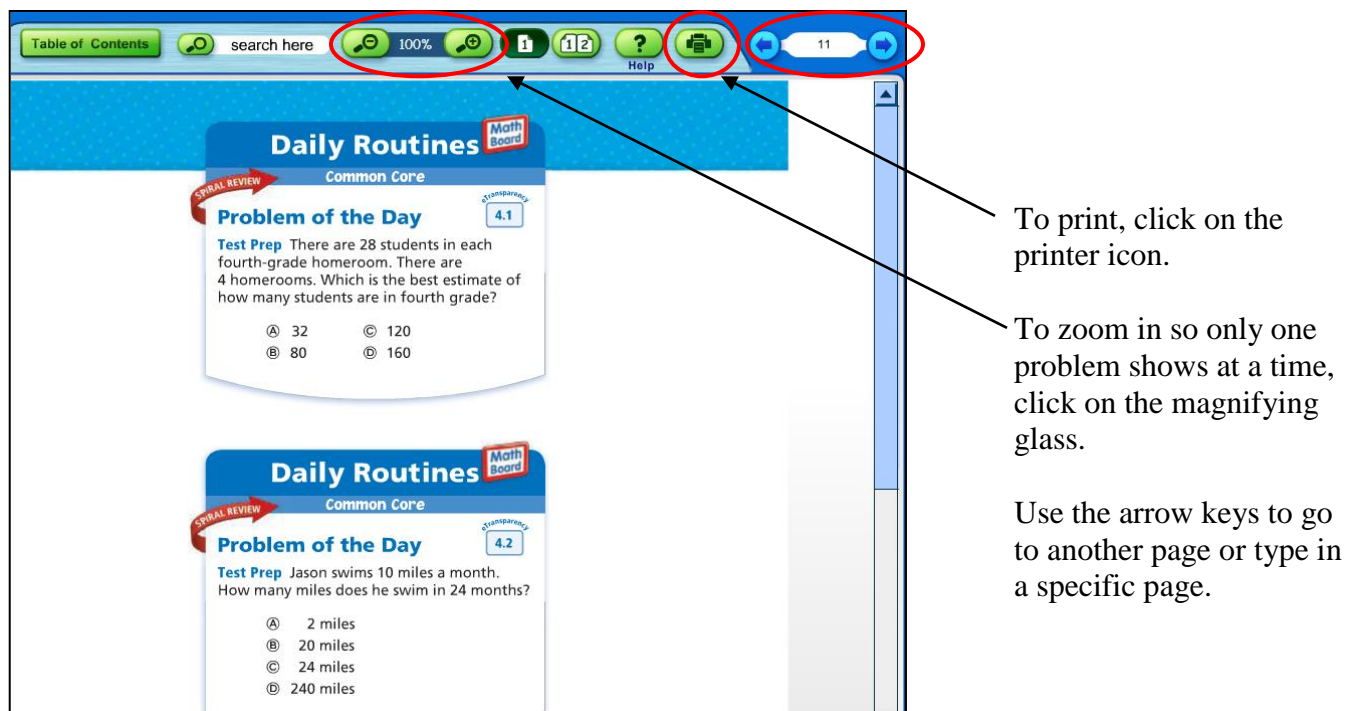 Table of Contents
search here
100%
1
1 2
?
Help
11
Daily Routines
Math
Board
Common Core
SPIRAL REVIEW
eTransparency
Problem of the Day
4.1
Test Prep There are 28 students in each
fourth-grade homeroom. There are
4 homerooms. Which is the best estimate of
how many students are in fourth grade?
Ⓐ 32 Ⓒ 120
Ⓑ 80 Ⓓ 160
Daily Routines
Math
Board
Common Core
SPIRAL REVIEW
eTransparency
Problem of the Day
4.2
Test Prep Jason swims 10 miles a month.
How many miles does he swim in 24 months?
Ⓐ 2 miles
Ⓑ 20 miles
Ⓒ 24 miles
Ⓓ 240 miles
To print, click on the
printer icon.
To zoom in so only one
problem shows at a time,
click on the magnifying
glass.
Use the arrow keys to go
to another page or type in
a specific page.